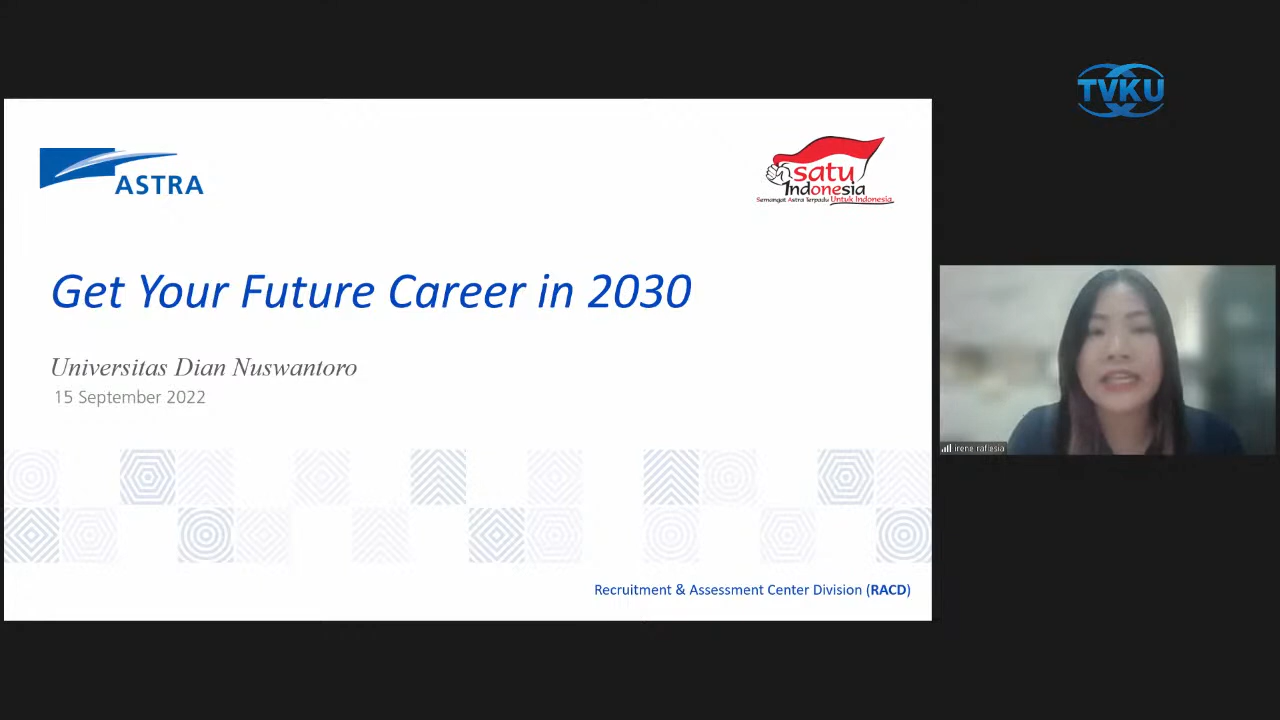 TVKU
ASTRA
satu
Indonesia
Semangat Astra Terpadu Untuk Indonesia
Get Your Future Career in 2030
Universitas Dian Nuswantoro
15 September 2022
irene raflesia
Recruitment & Assessment Center Division (RACD)